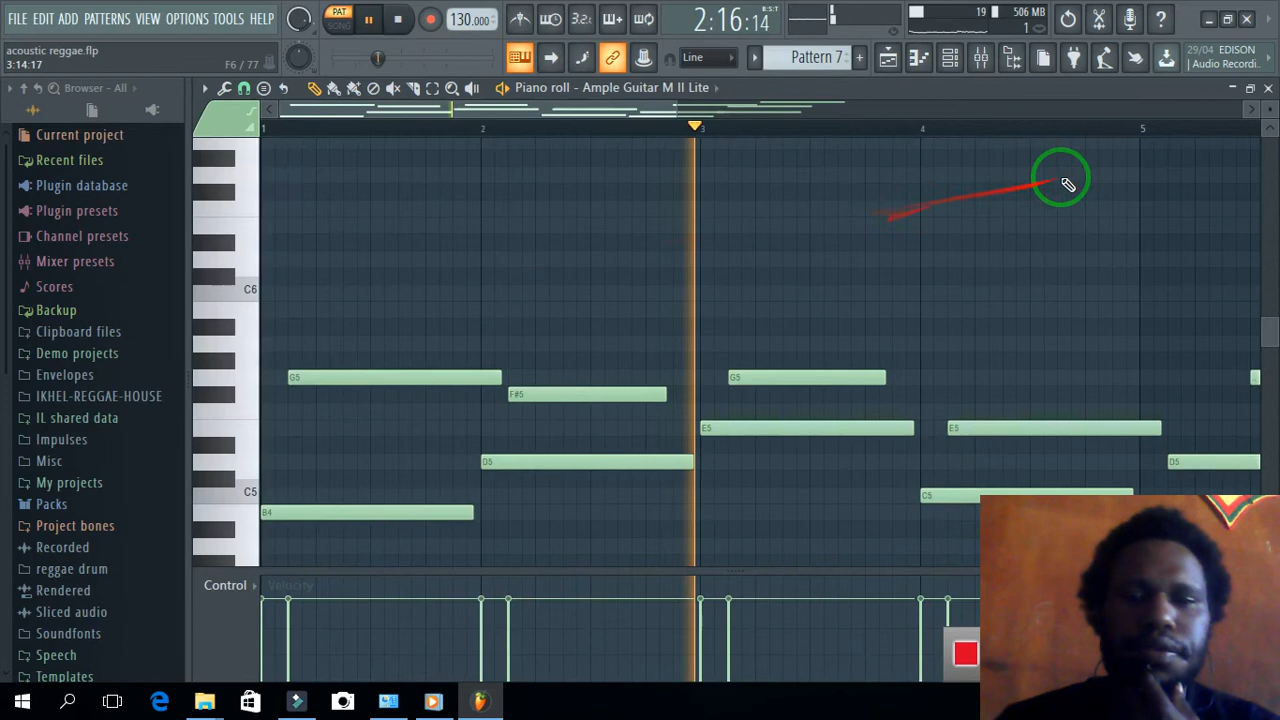 FILE EDIT ADD PATTERNS VIEW OPTIONS TOOLS HELP
PAT
SONG
130.000
3.2
B:S:T
2:16:14
19
506 MB
1
acoustic reggae.flp
3:14:17
F6 / 77
Line
Pattern 7
29/04 EDISON
| Audio Recordi..
Browser - All
Piano roll - Ample Guitar M II Lite
1
2
3
4
5
Current project
Recent files
Plugin database
Plugin presets
Channel presets
Mixer presets
Scores
Backup
Clipboard files
Demo projects
Envelopes
IKHEL-REGGAE-HOUSE
IL shared data
Impulses
Misc
My projects
Packs
Project bones
Recorded
reggae drum
Rendered
Sliced audio
Soundfonts
Speech
Templates
C6
C5
G5
F#5
G5
E5
E5
D5
D5
C5
B4
Control
Velocity